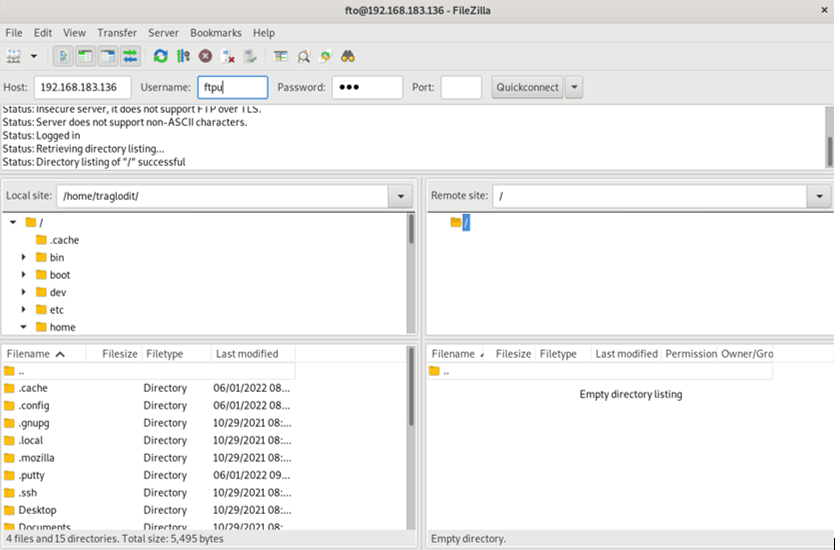 fto@192.168.183.136 - FileZilla
File Edit View Transfer Server Bookmarks Help
Host: 192.168.183.136 Username: ftpu Password: ●●● Port: Quickconnect
Status: Insecure server, it does not support FTP over TLS.
Status: Server does not support non-ASCII characters.
Status: Logged in
Status: Retrieving directory listing...
Status: Directory listing of "/" successful
Local site: /home/traglodit/
/
.cache
bin
boot
dev
etc
home
Remote site: /
/
Filename Filesize Filetype Last modified
..
.cache Directory 06/01/2022 08...
.config Directory 06/01/2022 08...
.gnupg Directory 10/29/2021 08:...
.local Directory 10/29/2021 08:...
.mozilla Directory 10/29/2021 08:...
.putty Directory 06/01/2022 09...
.ssh Directory 10/29/2021 08:...
Desktop Directory 10/29/2021 08:...
Documents Directory 10/29/2021 08:...
4 files and 15 directories. Total size: 5,495 bytes
Filename Filesize Filetype Last modified Permission Owner/Gro
..
Empty directory listing
Empty directory.